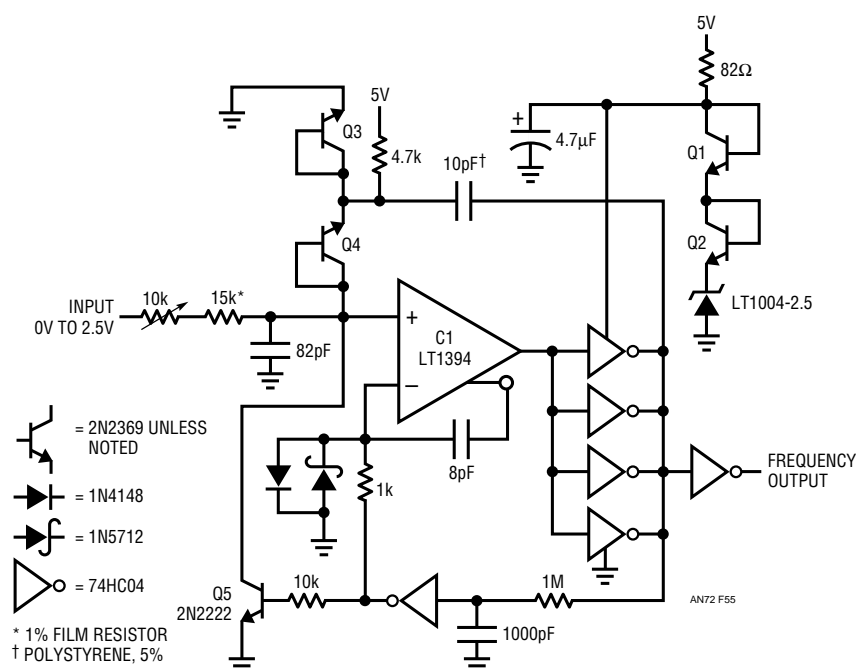 5V
82Ω
5V
Q3
4.7k
10pF†
+
4.7µF
Q1
Q4
Q2
INPUT
0V TO 2.5V
10k
15k*
82pF
+
C1
LT1394
–
LT1004-2.5
= 2N2369 UNLESS
NOTED
8pF
1k
FREQUENCY
OUTPUT
= 1N4148
= 1N5712
= 74HC04
Q5
2N2222
10k
1M
AN72 F55
1000pF
* 1% FILM RESISTOR
† POLYSTYRENE, 5%